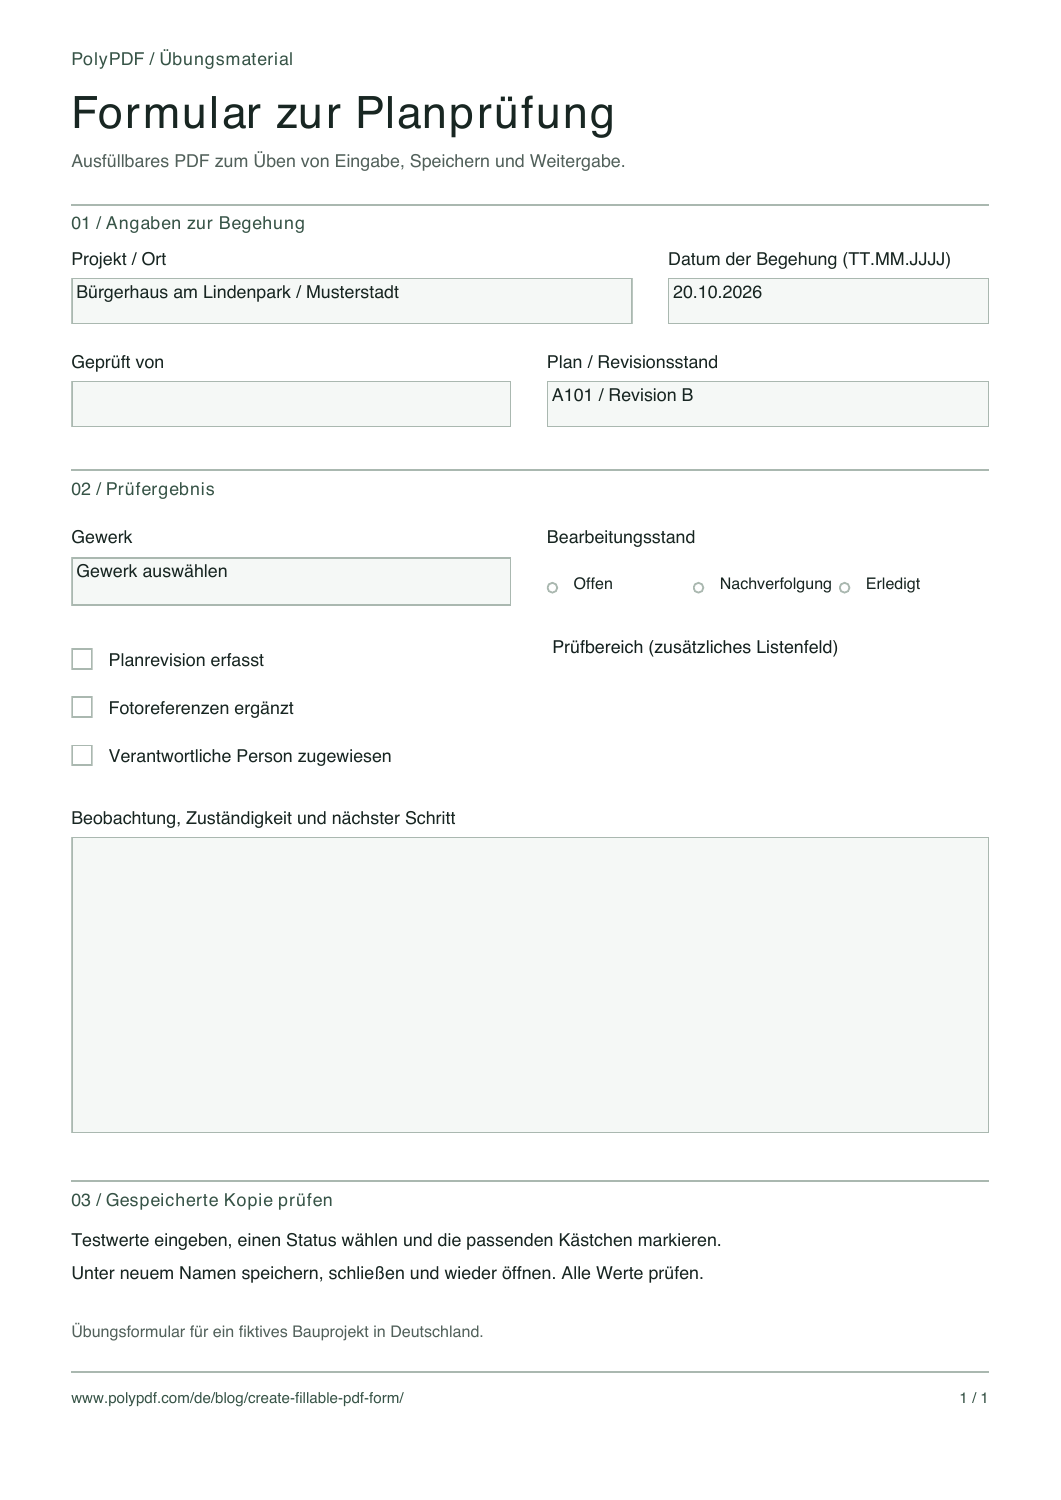 PolyPDF / Übungsmaterial
Formular zur Planprüfung
Ausfüllbares PDF zum Üben von Eingabe, Speichern und Weitergabe.
01 / Angaben zur Begehung
Projekt / Ort
Datum der Begehung (TT.MM.JJJJ)
Bürgerhaus am Lindenpark / Musterstadt
20.10.2026
Geprüft von
Plan / Revisionsstand
A101 / Revision B
02 / Prüfergebnis
Gewerk
Bearbeitungsstand
Gewerk auswählen
Offen
Nachverfolgung
Erledigt
Prüfbereich (zusätzliches Listenfeld)
Planrevision erfasst
Fotoreferenzen ergänzt
Verantwortliche Person zugewiesen
Beobachtung, Zuständigkeit und nächster Schritt
03 / Gespeicherte Kopie prüfen
Testwerte eingeben, einen Status wählen und die passenden Kästchen markieren.
Unter neuem Namen speichern, schließen und wieder öffnen. Alle Werte prüfen.
Übungsformular für ein fiktives Bauprojekt in Deutschland.
www.polypdf.com/de/blog/create-fillable-pdf-form/
1 / 1